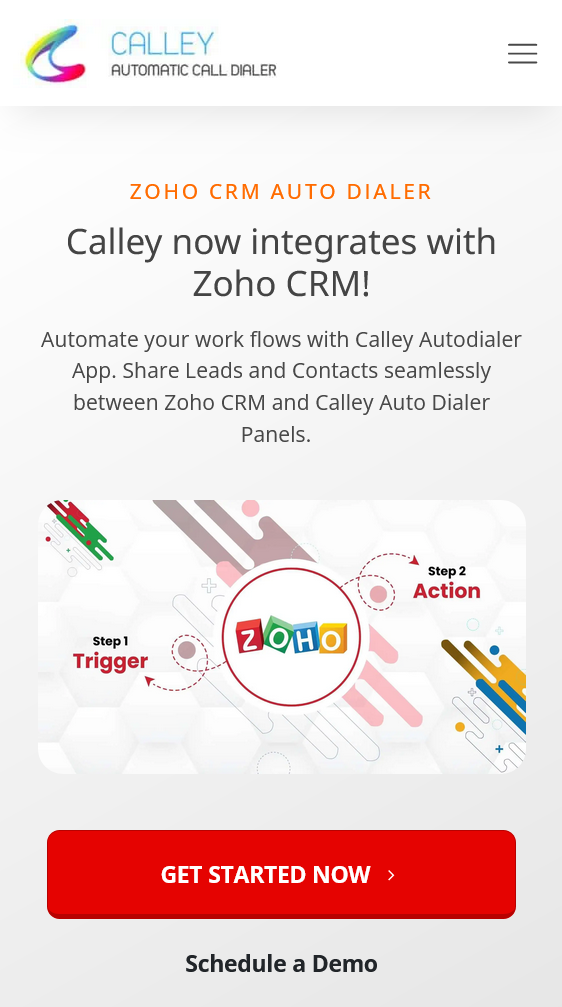 CALLEY
AUTOMATIC CALL DIALER
ZOHO CRM AUTO DIALER
Calley now integrates with
Zoho CRM!
Automate your work flows with Calley Autodialer
App. Share Leads and Contacts seamlessly
between Zoho CRM and Calley Auto Dialer
Panels.
Step 2
Action
ZOHO
Step 1
Trigger
GET STARTED NOW
Schedule a Demo